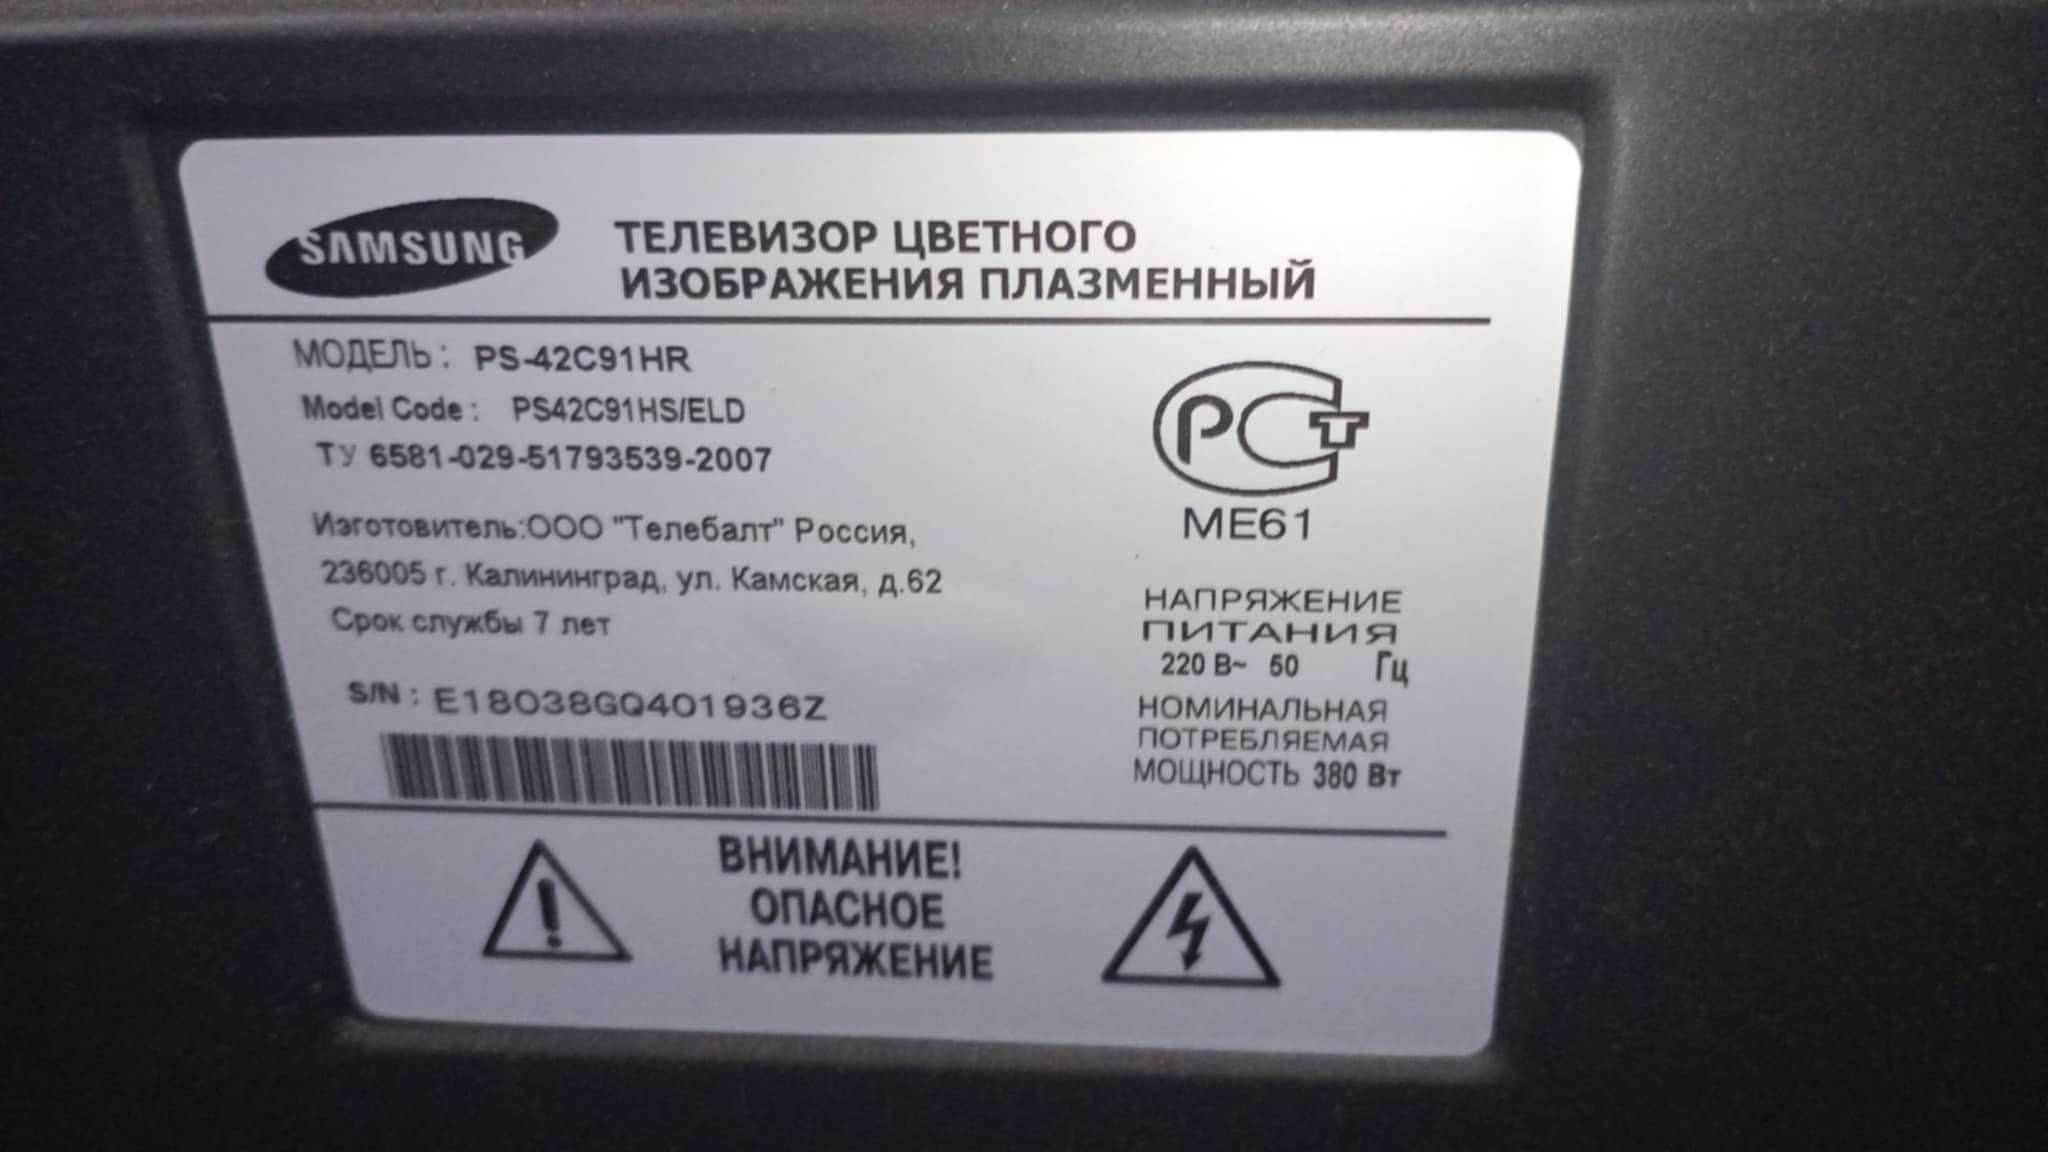 SAMSUNG
ТЕЛЕВИЗОР ЦВЕТНОГО
ИЗОБРАЖЕНИЯ ПЛАЗМЕННЫЙ
МОДЕЛЬ: PS-42C91HR
Model Code: PS42C91HS/ELD
ТУ 6581-029-51793539-2007
Изготовитель:ООО "Телебалт" Россия,
236005 г. Калининград, ул. Камская, д.62
Срок службы 7 лет
S/N: E18038GQ401936Z
РСТ
МЕ61
НАПРЯЖЕНИЕ
ПИТАНИЯ
220 В~ 50 Гц
НОМИНАЛЬНАЯ
ПОТРЕБЛЯЕМАЯ
МОЩНОСТЬ 380 Вт
ВНИМАНИЕ!
ОПАСНОЕ
НАПРЯЖЕНИЕ